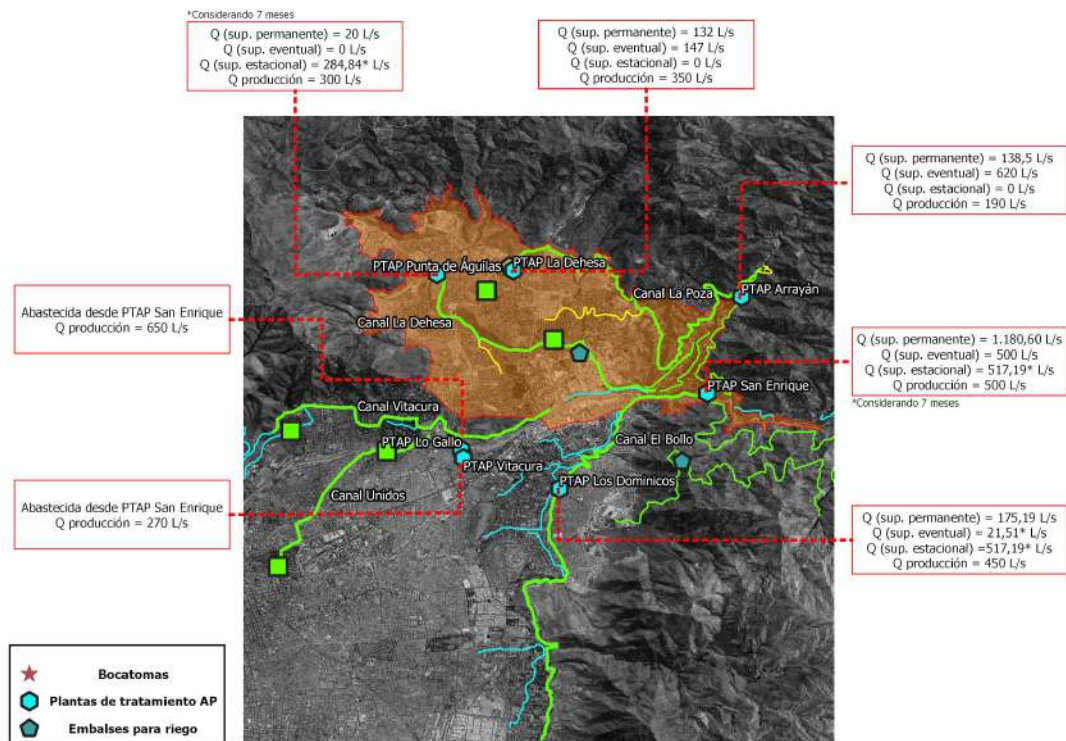 *Considerando 7 meses
Q (sup. permanente) = 20 L/s
Q (sup. eventual) = 0 L/s
Q (sup. estacional) = 284,84* L/s
Q producción = 300 L/s
Q (sup. permanente) = 132 L/s
Q (sup. eventual) = 147 L/s
Q (sup. estacional) = 0 L/s
Q producción = 350 L/s
Q (sup. permanente) = 138,5 L/s
Q (sup. eventual) = 620 L/s
Q (sup. estacional) = 0 L/s
Q producción = 190 L/s
PTAP Punta de Águilas
PTAP La Dehesa
Canal La Poza
PTAP Arrayán
Abastecida desde PTAP San Enrique
Q producción = 650 L/s
Canal La Dehesa
Q (sup. permanente) = 1.180,60 L/s
Q (sup. eventual) = 500 L/s
Q (sup. estacional) = 517,19* L/s
Q producción = 500 L/s
*Considerando 7 meses
PTAP San Enrique
Canal Vitacura
PTAP Lo Gallo
Canal El Bollo
PTAP Vitacura
PTAP Los Domínicos
Canal Unidos
Abastecida desde PTAP San Enrique
Q producción = 270 L/s
Q (sup. permanente) = 175,19 L/s
Q (sup. eventual) = 21,51* L/s
Q (sup. estacional) =517,19* L/s
Q producción = 450 L/s
Bocatomas
Plantas de tratamiento AP
Embalses para riego